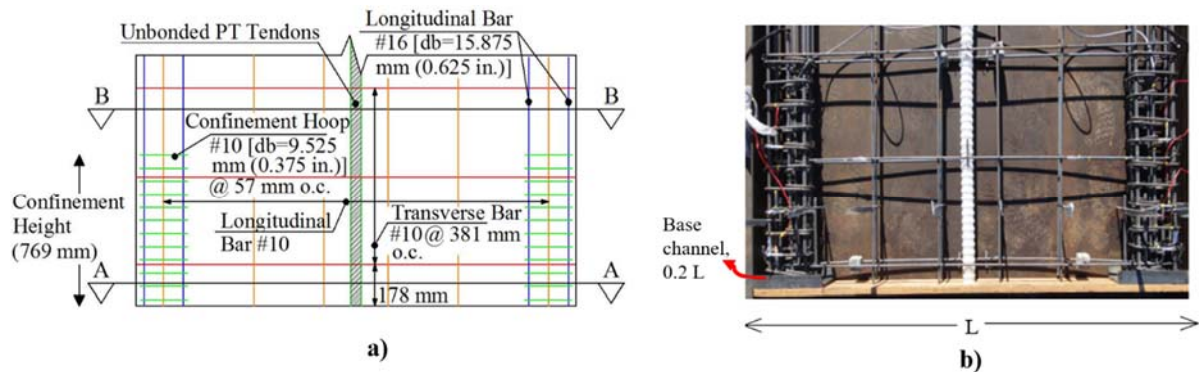 a)
Unbonded PT Tendons
Longitudinal Bar
#16 [db=15.875
mm (0.625 in.)]
B
B
Confinement Hoop
#10 [db=9.525
mm (0.375 in.)]
@ 57 mm o.c.
Confinement
Height
(769 mm)
Longitudinal
Bar #10
Transverse Bar
#10 @ 381 mm
o.c.
A
A
178 mm
a)
b)
Base
channel,
0.2 L
L
b)